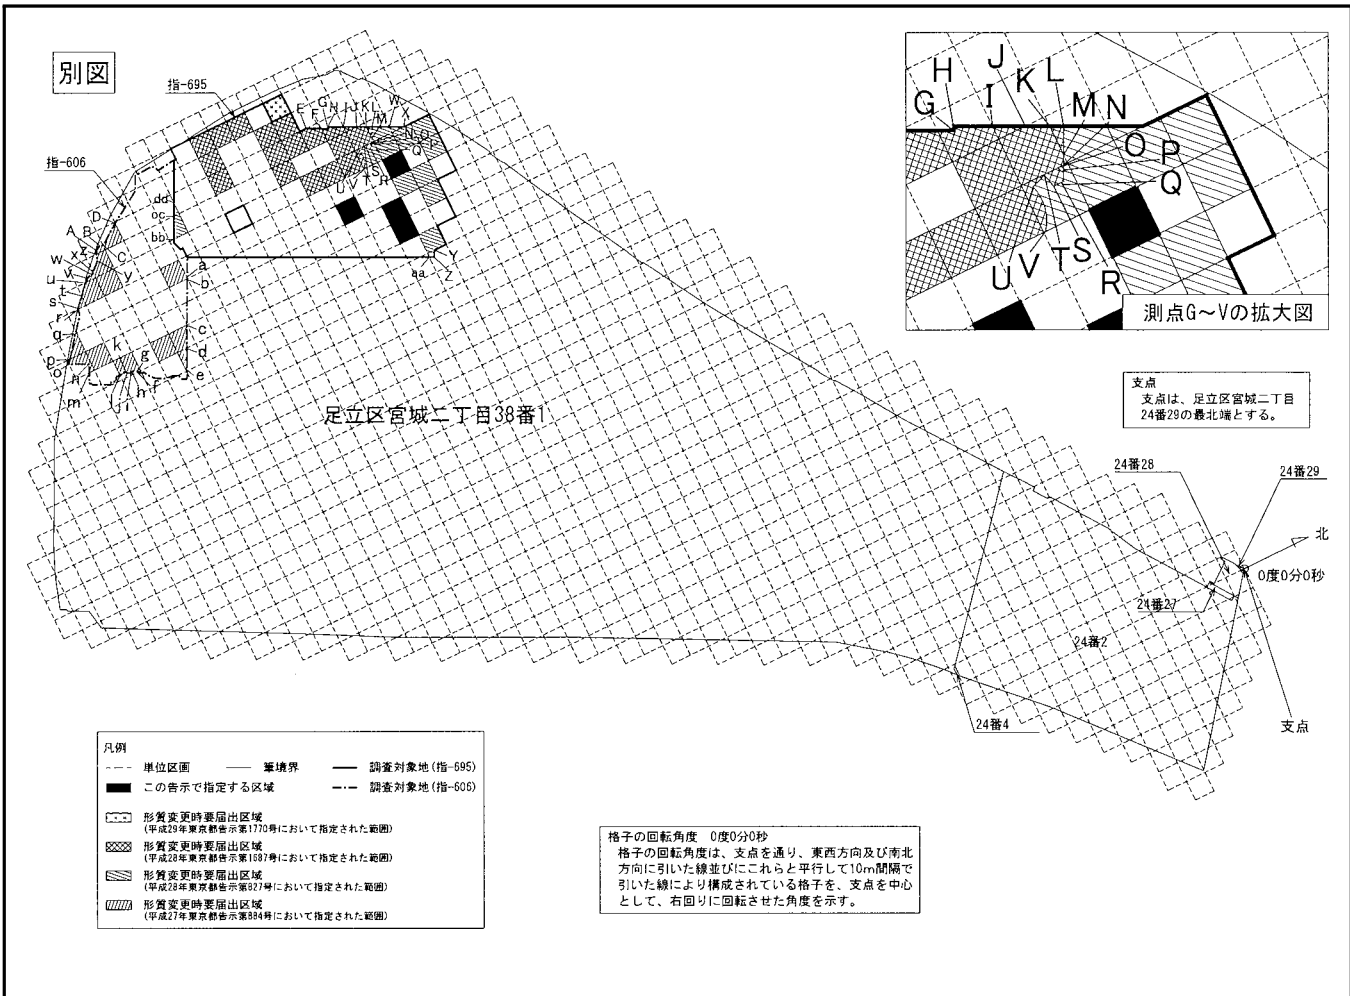 別図
指-695
指-606
E
F
G
H
I
J
K
L
M
W
X
N
O
P
Q
U
V
T
S
R
dd
cc
bb
D
A
B
C
w
x
z
y
u
v
t
s
r
q
p
o
n
m
k
g
l
j
i
h
f
a
b
c
d
e
Y
Z
aa
足立区宮城二丁目38番1
H
G
J
I
K
L
M
N
O
P
Q
U
V
T
S
R
測点G~Vの拡大図
支点
支点は、足立区宮城二丁目
24番29の最北端とする。
24番28
24番29
北
0度0分0秒
24番27
24番2
24番4
支点
凡例
単位区画 筆境界 調査対象地(指-695)
この告示で指定する区域 調査対象地(指-606)
形質変更時要届出区域
(平成29年東京都告示第1770号において指定された範囲)
形質変更時要届出区域
(平成28年東京都告示第1687号において指定された範囲)
形質変更時要届出区域
(平成28年東京都告示第827号において指定された範囲)
形質変更時要届出区域
(平成27年東京都告示第884号において指定された範囲)
格子の回転角度 0度0分0秒
格子の回転角度は、支点を通り、東西方向及び南北
方向に引いた線並びにこれらと平行して10m間隔で
引いた線により構成されている格子を、支点を中心
として、右回りに回転させた角度を示す。